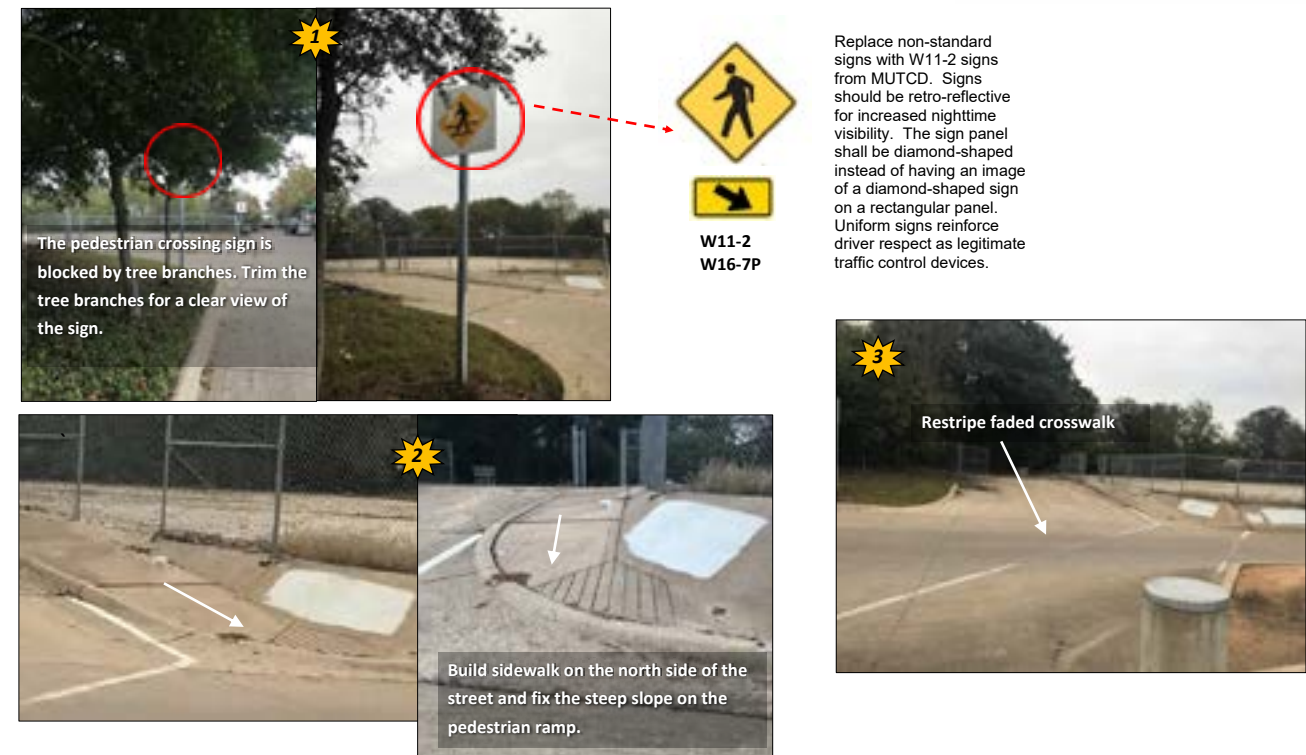 1
The pedestrian crossing sign is
blocked by tree branches. Trim the
tree branches for a clear view of
the sign.
W11-2
W16-7P
Replace non-standard
signs with W11-2 signs
from MUTCD. Signs
should be retro-reflective
for increased nighttime
visibility. The sign panel
shall be diamond-shaped
instead of having an image
of a diamond-shaped sign
on a rectangular panel.
Uniform signs reinforce
driver respect as legitimate
traffic control devices.
2
Build sidewalk on the north side of the
street and fix the steep slope on the
pedestrian ramp.
3
Restripe faded crosswalk